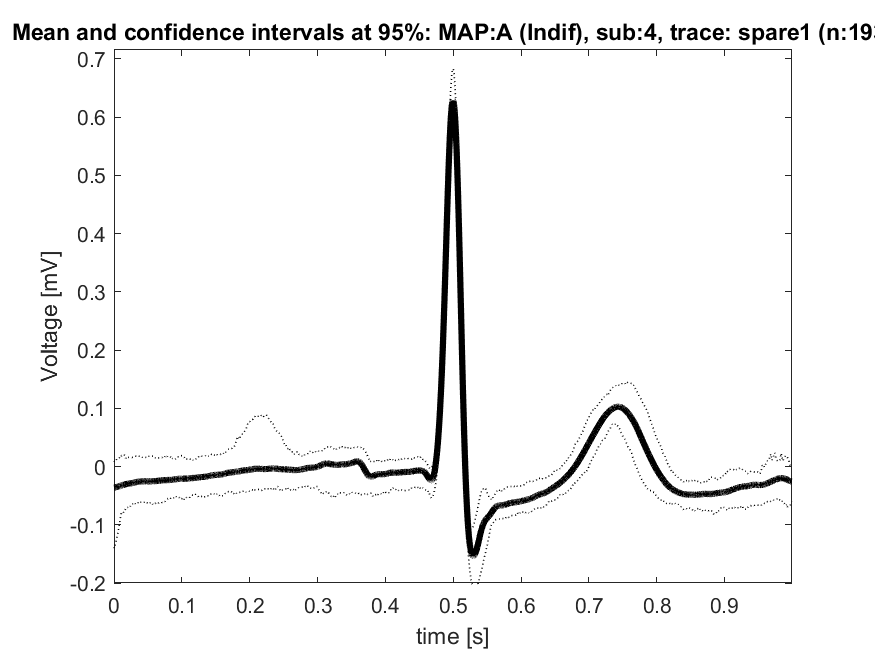 Mean and confidence intervals at 95%: MAP:A (Indif), sub:4, trace: spare1 (n:193
0.7
0.6
0.5
0.4
0.3
0.2
0.1
0
-0.1
-0.2
Voltage [mV]
0 0.1 0.2 0.3 0.4 0.5 0.6 0.7 0.8 0.9
time [s]